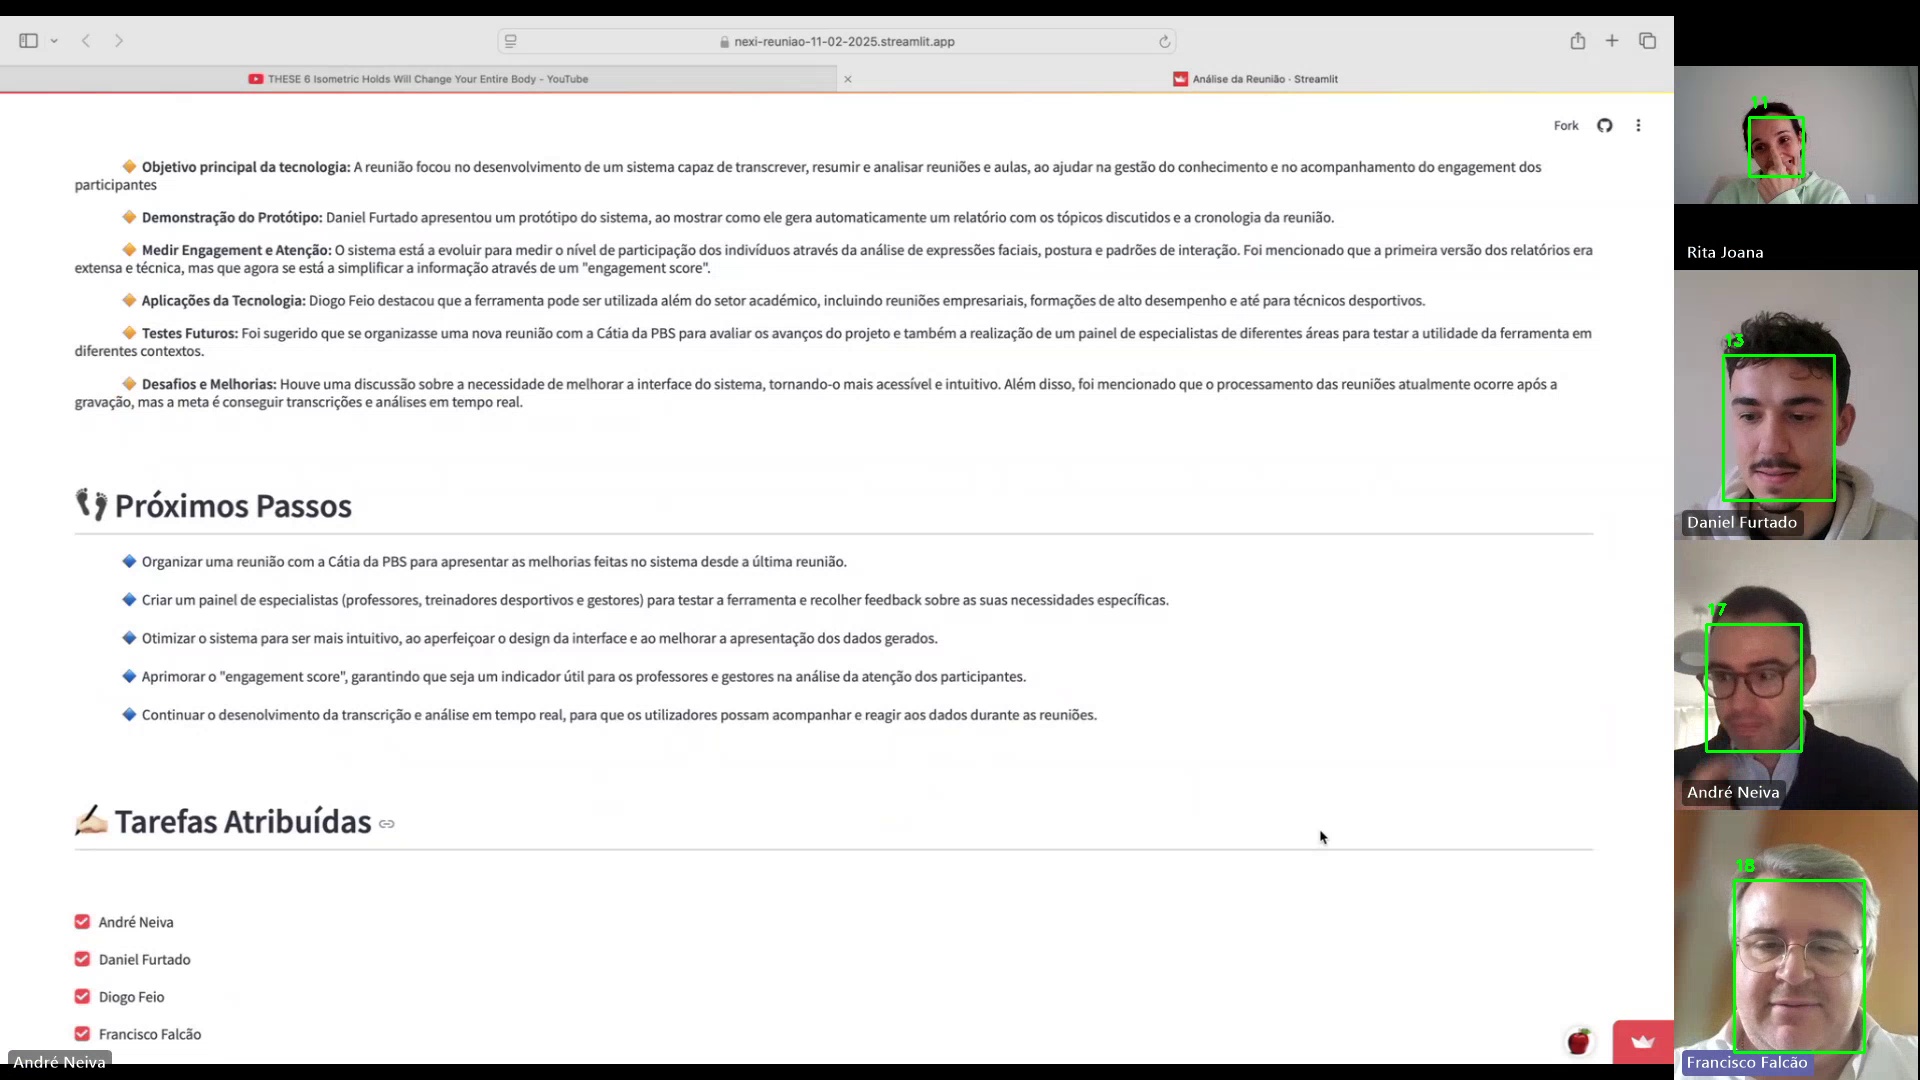 nexi-reuniao-11-02-2025.streamlit.app
THESE 6 Isometric Holds Will Change Your Entire Body - YouTube
Análise da Reunião · Streamlit
Fork
Objetivo principal da tecnologia: A reunião focou no desenvolvimento de um sistema capaz de transcrever, resumir e analisar reuniões e aulas, ao ajudar na gestão do conhecimento e no acompanhamento do engagement dos
participantes
Demonstração do Protótipo: Daniel Furtado apresentou um protótipo do sistema, ao mostrar como ele gera automaticamente um relatório com os tópicos discutidos e a cronologia da reunião.
Medir Engagement e Atenção: O sistema está a evoluir para medir o nível de participação dos indivíduos através da análise de expressões faciais, postura e padrões de interação. Foi mencionado que a primeira versão dos relatórios era
extensa e técnica, mas que agora se está a simplificar a informação através de um "engagement score".
Aplicações da Tecnologia: Diogo Feio destacou que a ferramenta pode ser utilizada além do setor académico, incluindo reuniões empresariais, formações de alto desempenho e até para técnicos desportivos.
Testes Futuros: Foi sugerido que se organizasse uma nova reunião com a Cátia da PBS para avaliar os avanços do projeto e também a realização de um painel de especialistas de diferentes áreas para testar a utilidade da ferramenta em
diferentes contextos.
Desafios e Melhorias: Houve uma discussão sobre a necessidade de melhorar a interface do sistema, tornando-o mais acessível e intuitivo. Além disso, foi mencionado que o processamento das reuniões atualmente ocorre após a
gravação, mas a meta é conseguir transcrições e análises em tempo real.
Próximos Passos
Organizar uma reunião com a Cátia da PBS para apresentar as melhorias feitas no sistema desde a última reunião.
Criar um painel de especialistas (professores, treinadores desportivos e gestores) para testar a ferramenta e recolher feedback sobre as suas necessidades específicas.
Otimizar o sistema para ser mais intuitivo, ao aperfeiçoar o design da interface e ao melhorar a apresentação dos dados gerados.
Aprimorar o "engagement score", garantindo que seja um indicador útil para os professores e gestores na análise da atenção dos participantes.
Continuar o desenolvimento da transcrição e análise em tempo real, para que os utilizadores possam acompanhar e reagir aos dados durante as reuniões.
Tarefas Atribuídas
André Neiva
Daniel Furtado
Diogo Feio
Francisco Falcão
André Neiva
11
Rita Joana
13
Daniel Furtado
17
André Neiva
18
Francisco Falcão